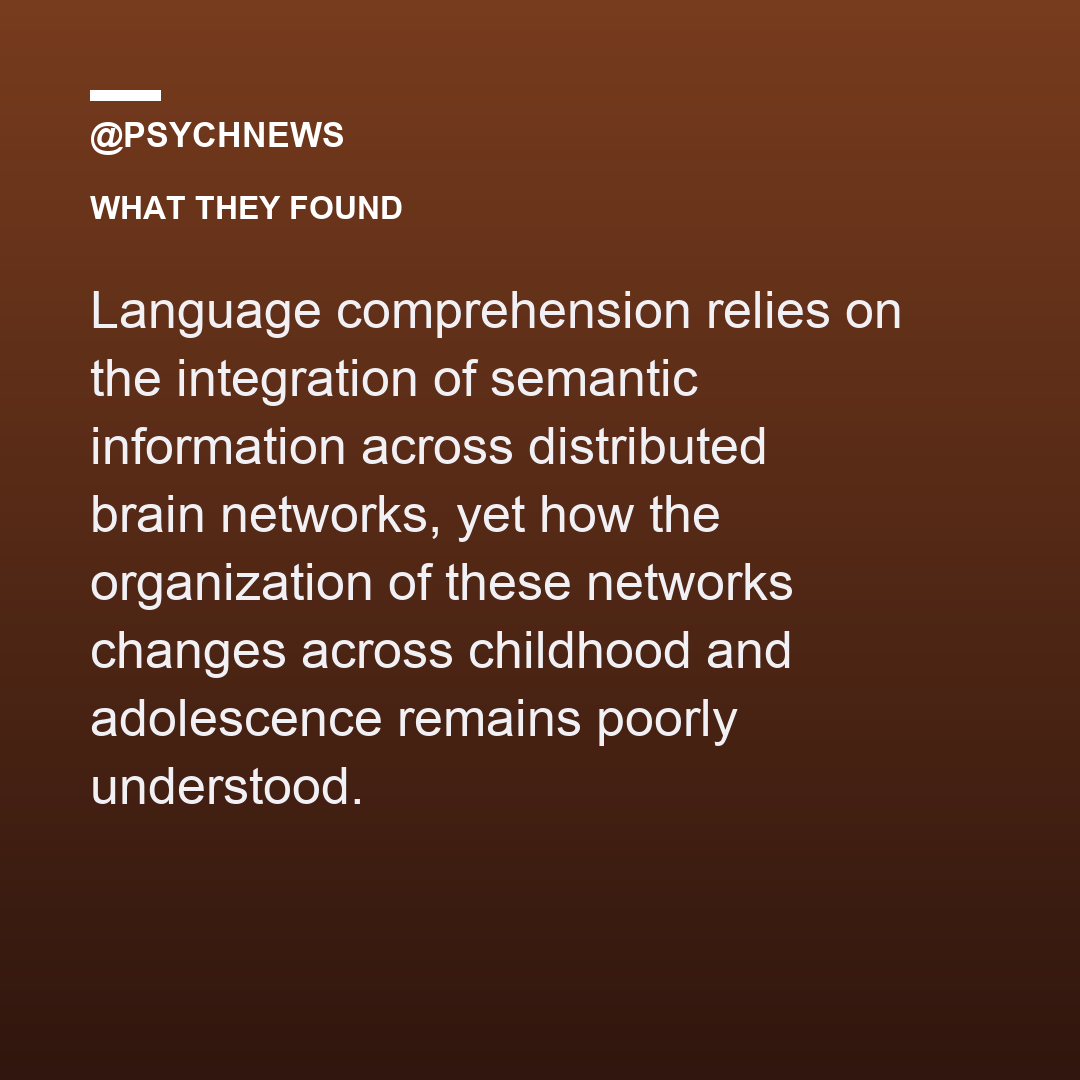 @PSYCHNEWS
WHAT THEY FOUND
Language comprehension relies on
the integration of semantic
information across distributed
brain networks, yet how the
organization of these networks
changes across childhood and
adolescence remains poorly
understood.